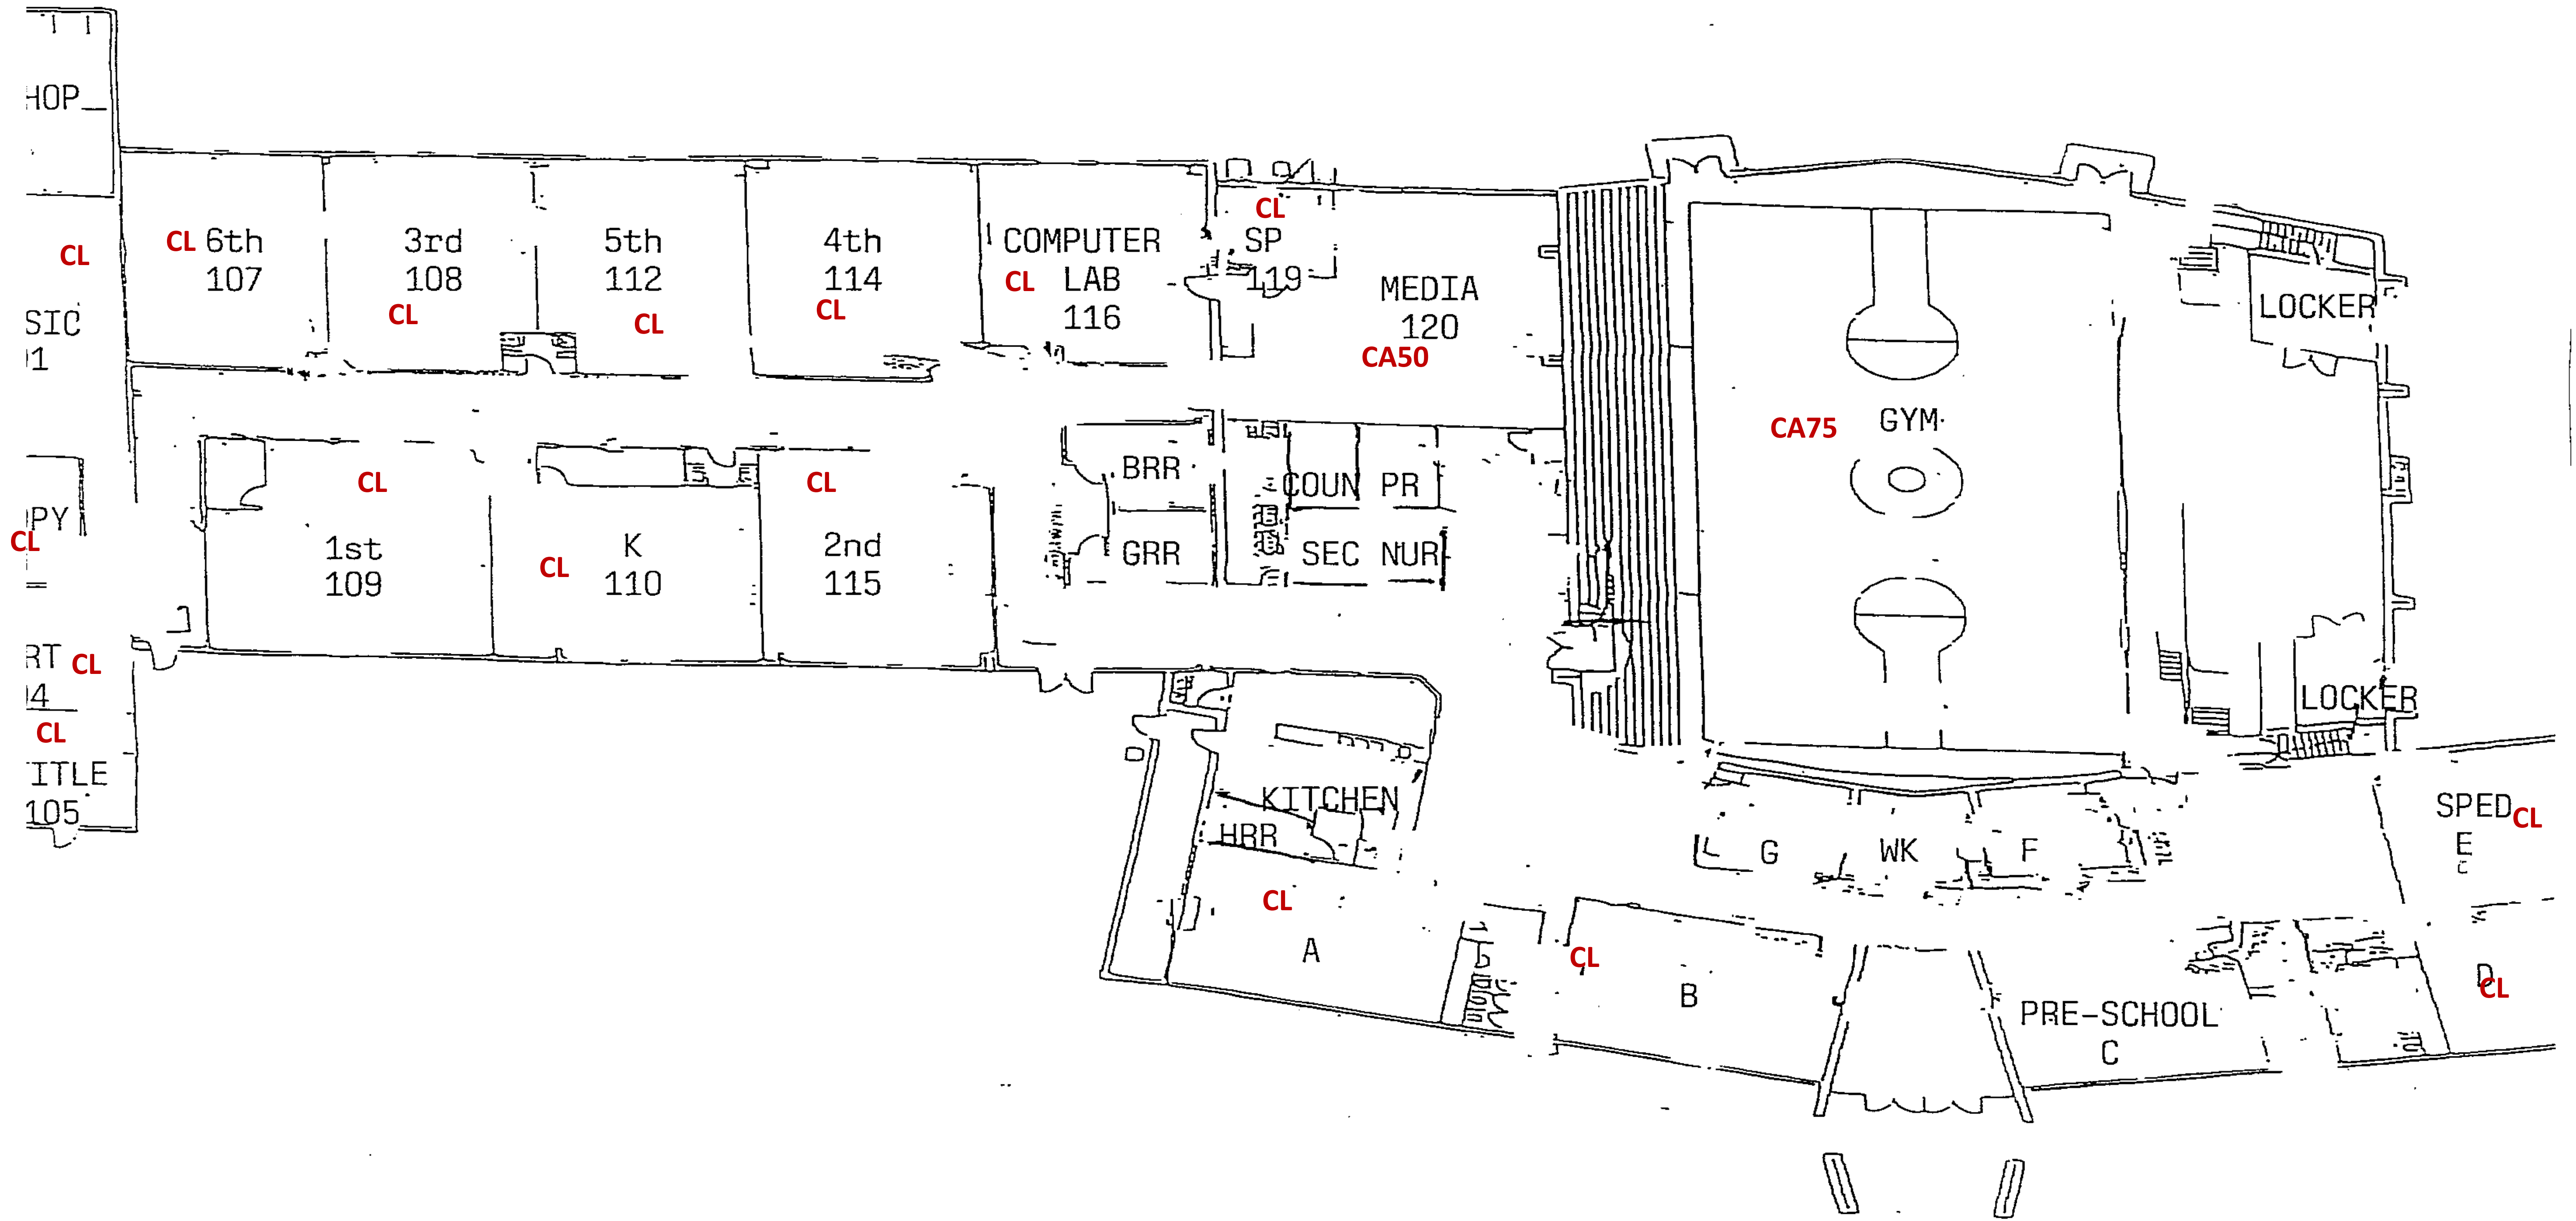 HOP
CL
CL 6th
107
3rd
108
CL
5th
112
CL
4th
114
CL
COMPUTER
CL LAB
116
CL
SP
119
MEDIA
120
CA50
CA75 GYM
LOCKER
SIC
CL
1st
109
CL
K
110
CL
2nd
115
BRR
GRR
COUN PR
SEC NUR
PY
CL
RT CL
CL
ITLE
105
LOCKER
KITCHEN
HRR
CL
A
CL
B
G
WK
F
PRE-SCHOOL
C
SPED CL
E
C
D
CL